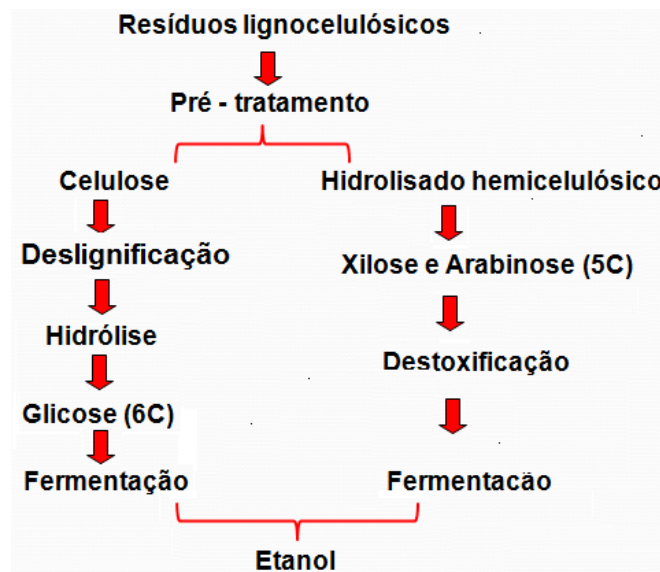 Resíduos lignocelulósicos
Pré - tratamento
Celulose
Hidrolisado hemicelulósico
Deslignificação
Xilose e Arabinose (5C)
Hidrólise
Destoxificação
Glicose (6C)
Fermentação
Fermentacão
Etanol